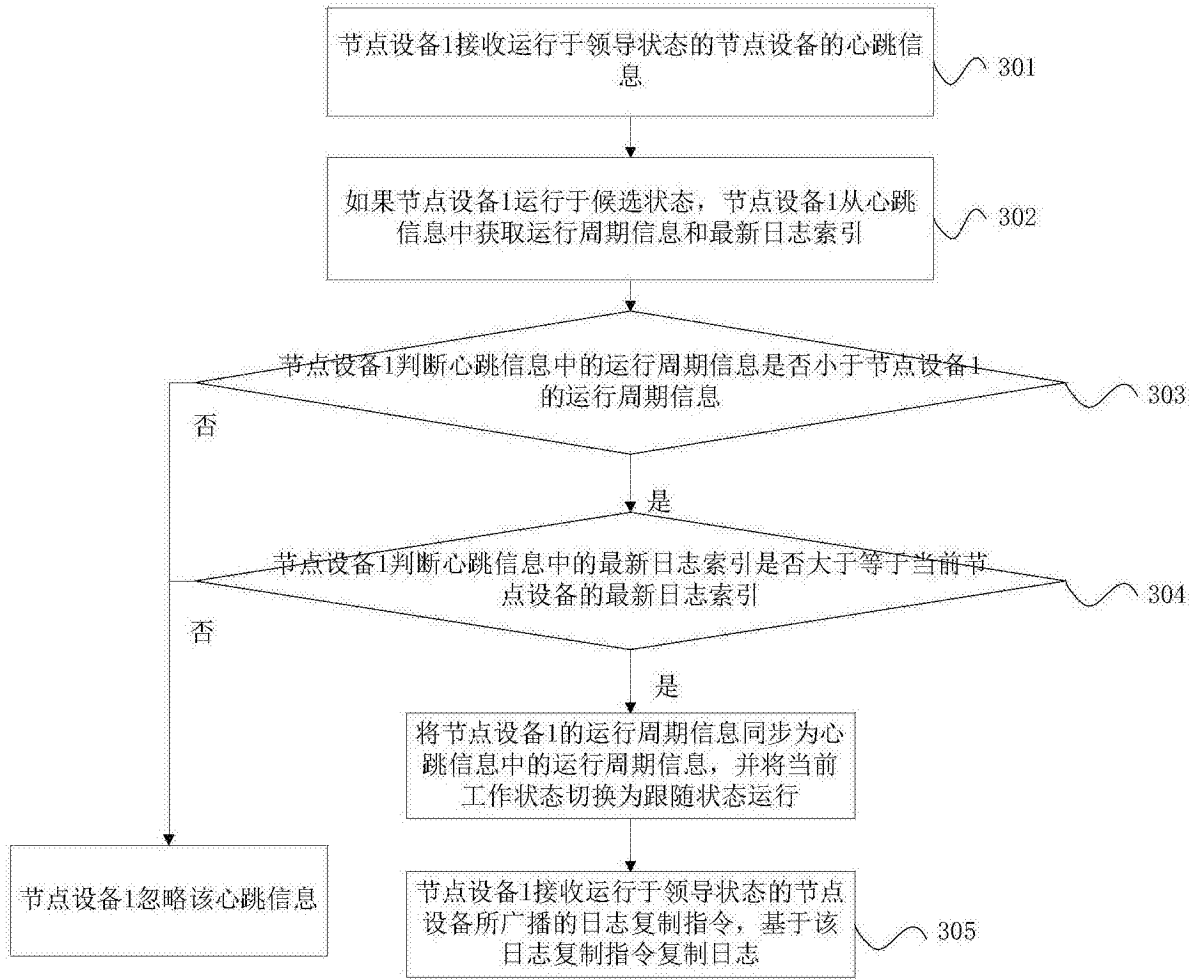 节点设备1接收运行于领导状态的节点设备的心跳信
息
301
如果节点设备1运行于候选状态，节点设备1从心跳
信息中获取运行周期信息和最新日志索引
302
节点设备1判断心跳信息中的运行周期信息是否小于节点设备1
的运行周期信息
303
否
是
节点设备1判断心跳信息中的最新日志索引是否大于等于当前节
点设备的最新日志索引
304
否
是
将节点设备1的运行周期信息同步为心
跳信息中的运行周期信息，并将当前
工作状态切换为跟随状态运行
节点设备1忽略该心跳信息
节点设备1接收运行于领导状态的节点
设备所广播的日志复制指令，基于该
日志复制指令复制日志
305